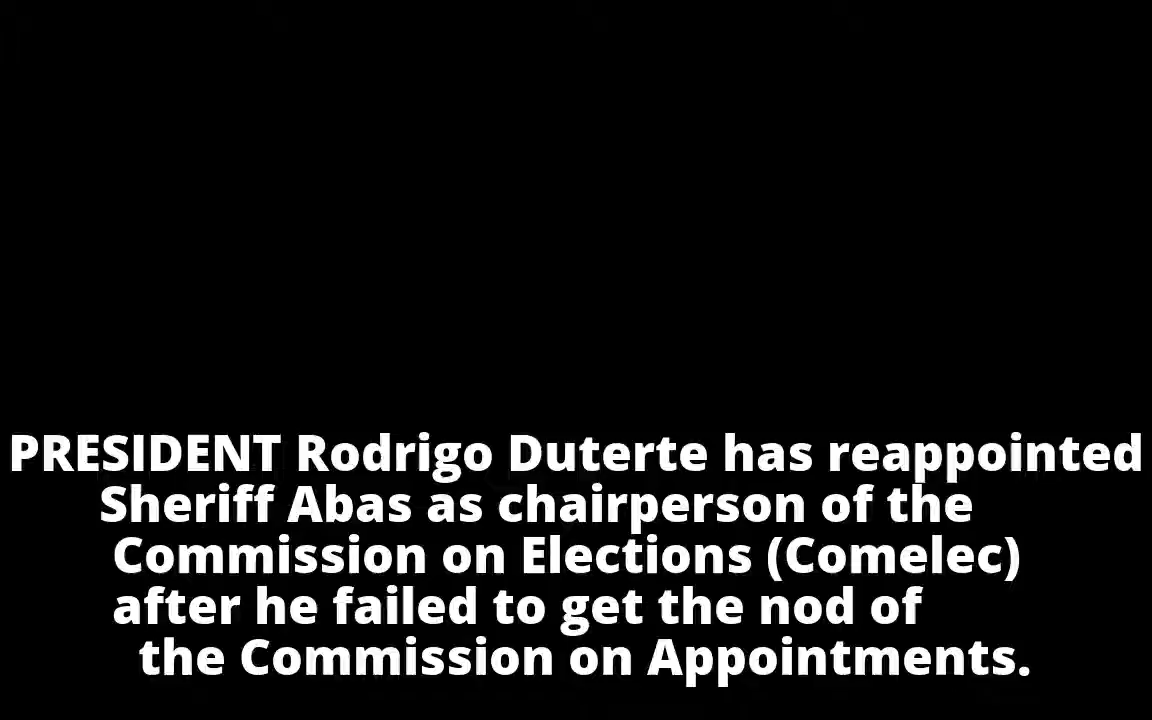 PRESIDENT Rodrigo Duterte has reappointed
Sheriff Abas as chairperson of the
Commission on Elections (Comelec)
after he failed to get the nod of
the Commission on Appointments.